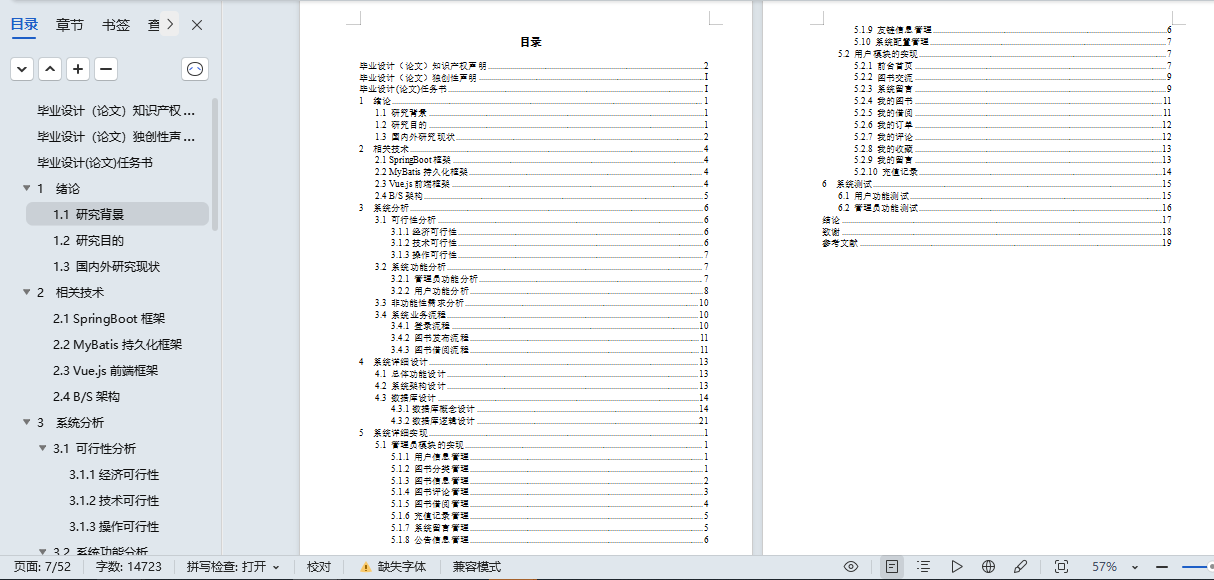 目录 章节 书签 查
毕业设计（论文）知识产权 ...
毕业设计（论文）独创性声 ...
毕业设计(论文)任务书
1 绪论
1.1 研究背景
1.2 研究目的
1.3 国内外研究现状
2 相关技术
2.1 SpringBoot 框架
2.2 MyBatis 持久化框架
2.3 Vue.js 前端框架
2.4 B/S 架构
3 系统分析
3.1 可行性分析
3.1.1 经济可行性
3.1.2 技术可行性
3.1.3 操作可行性
3.2 系统功能分析
目录
毕业设计（论文）知识产权声明 2
毕业设计（论文）独创性声明 I
毕业设计(论文)任务书 I
1 绪论 1
1.1 研究背景 1
1.2 研究目的 1
1.3 国内外研究现状 2
2 相关技术 4
2.1 SpringBoot 框架 4
2.2 MyBatis 持久化框架 4
2.3 Vue.js 前端框架 4
2.4 B/S 架构 5
3 系统分析 6
3.1 可行性分析 6
3.1.1 经济可行性 6
3.1.2 技术可行性 6
3.1.3 操作可行性 7
3.2 系统功能分析 7
3.2.1 管理员功能分析 7
3.2.2 用户功能分析 8
3.3 非功能性需求分析 10
3.4 系统业务流程 10
3.4.1 登录流程 10
3.4.2 图书发布流程 11
3.4.3 图书借阅流程 11
4 系统详细设计 13
4.1 总体功能设计 13
4.2 系统架构设计 13
4.3 数据库设计 14
4.3.1 数据库概念设计 14
4.3.2 数据库逻辑设计 21
5 系统详细实现 1
5.1 管理员模块的实现 1
5.1.1 用户信息管理 1
5.1.2 图书分类管理 1
5.1.3 图书信息管理 2
5.1.4 图书评论管理 3
5.1.5 图书借阅管理 4
5.1.6 充值记录管理 5
5.1.7 系统留言管理 5
5.1.8 公告信息管理 6
5.1.9 友链信息管理 6
5.10 系统配置管理 7
5.2 用户模块的实现 7
5.2.1 前台首页 7
5.2.2 图书交流 9
5.2.3 系统留言 9
5.2.4 我的图书 11
5.2.5 我的借阅 11
5.2.6 我的订单 12
5.2.7 我的评论 12
5.2.8 我的收藏 13
5.2.9 我的留言 13
5.2.10 充值记录 14
6 系统测试 15
6.1 用户功能测试 15
6.2 管理员功能测试 16
结论 17
致谢 18
参考文献 19
页面: 7/52 字数: 14723 拼写检查: 打开 校对 缺失字体 兼容模式 57%